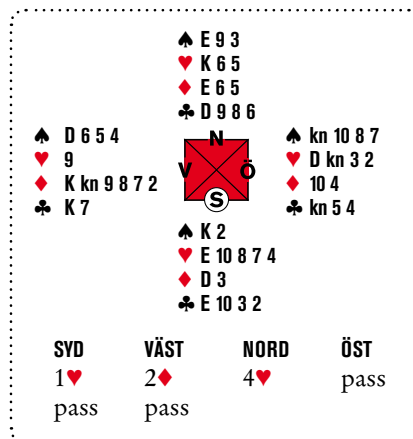 ♠ E 9 3
♥ K 6 5
♦ E 6 5
♣ D 9 8 6
♠ D 6 5 4
♥ 9
♦ K kn 9 8 7 2
♣ K 7
N
V Ö
S
♠ kn 10 8 7
♥ D kn 3 2
♦ 10 4
♣ kn 5 4
♠ K 2
♥ E 10 8 7 4
♦ D 3
♣ E 10 3 2
SYD VÄST NORD ÖST
1♥ 2♦ 4♥ pass
pass pass